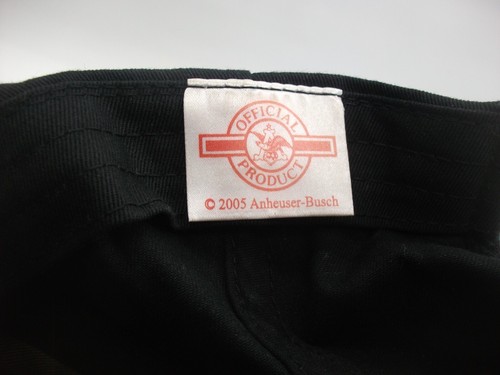 OFFICIAL
PRODUCT
© 2005 Anheuser-Busch